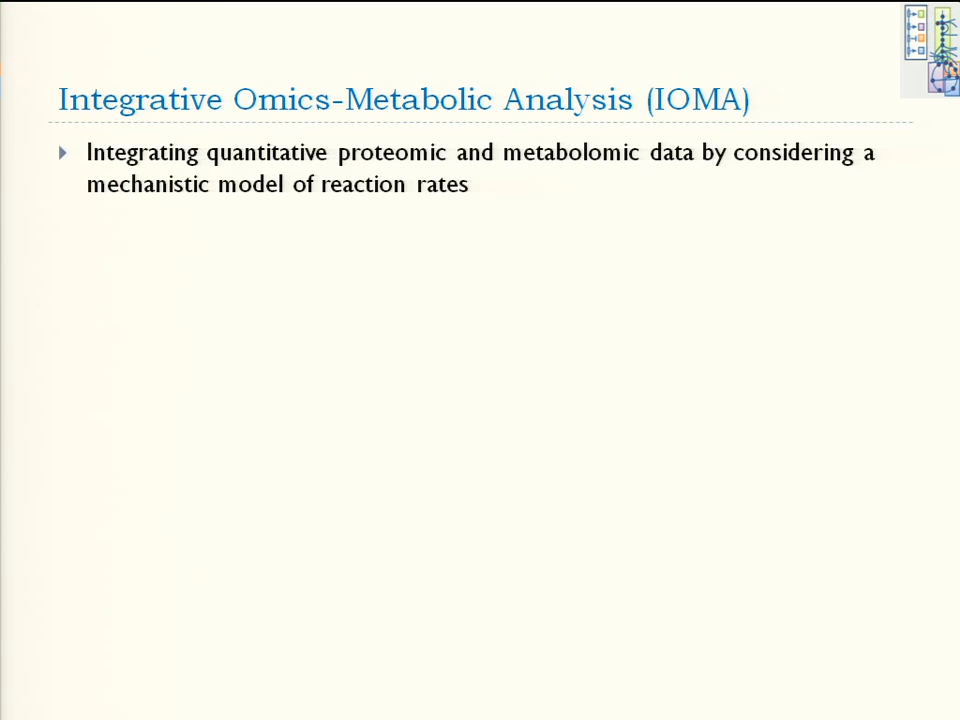 Integrative Omics-Metabolic Analysis (IOMA)
Integrating quantitative proteomic and metabolomic data by considering a
mechanistic model of reaction rates